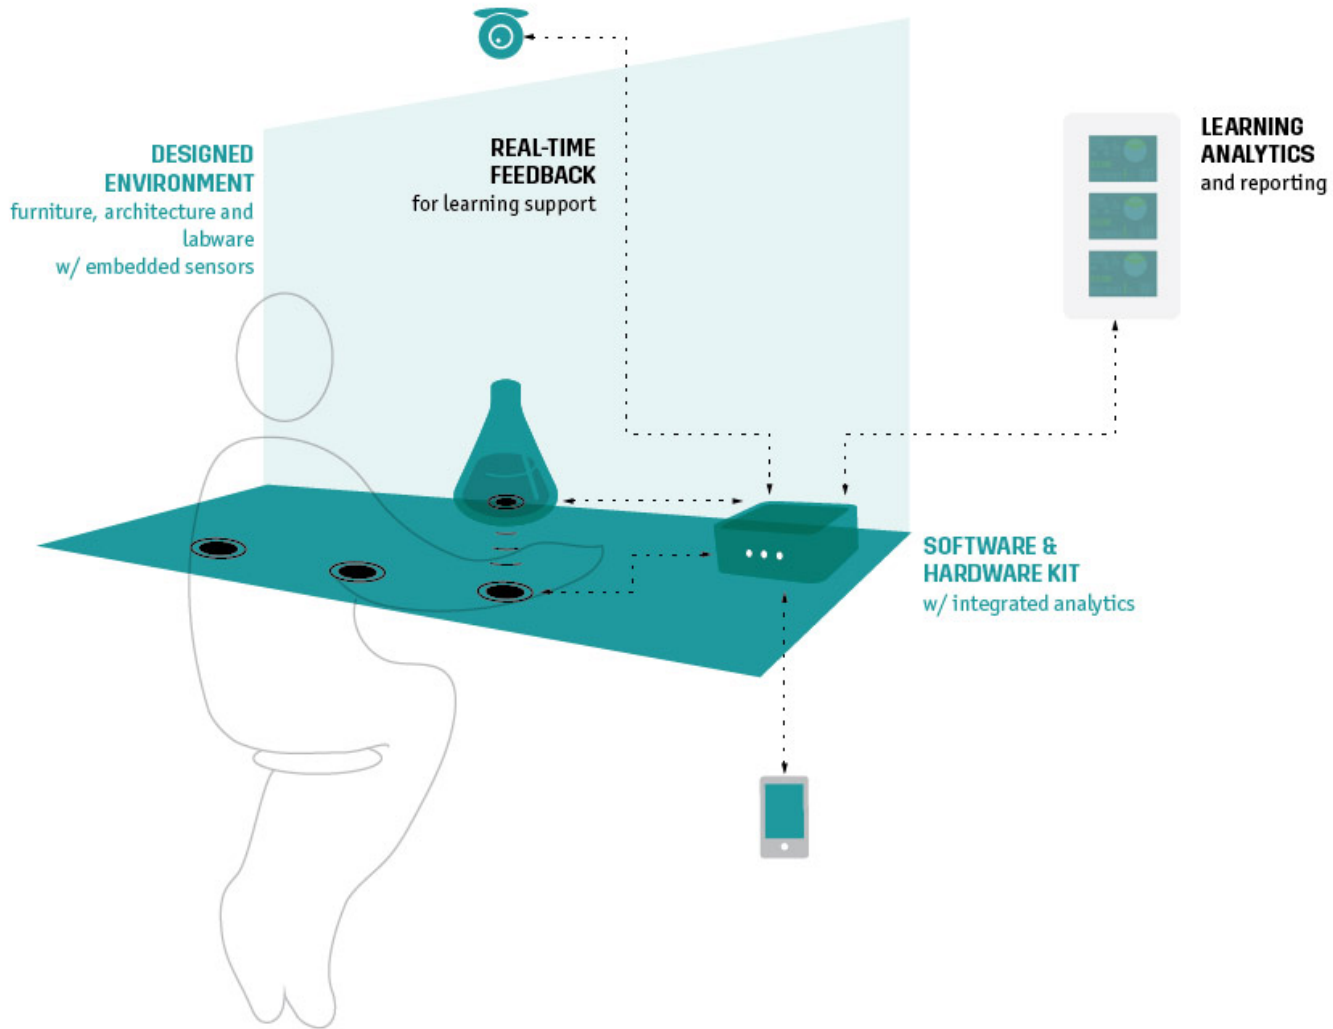 DESIGNED
ENVIRONMENT
furniture, architecture and
labware
w/ embedded sensors
REAL-TIME
FEEDBACK
for learning support
LEARNING
ANALYTICS
and reporting
SOFTWARE &
HARDWARE KIT
w/ integrated analytics